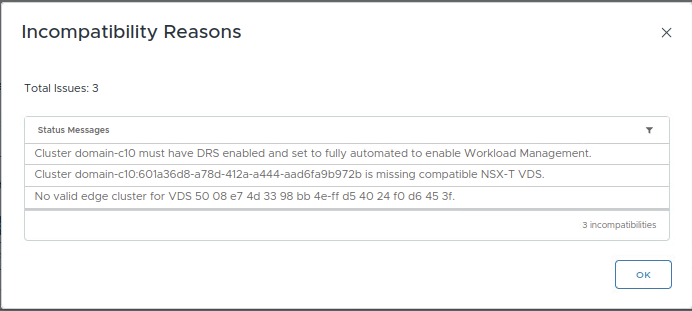 Incompatibility Reasons
Total Issues: 3
Status Messages
Cluster domain-c10 must have DRS enabled and set to fully automated to enable Workload Management.
Cluster domain-c10:601a36d8-a78d-412a-a444-aad6fa9b972b is missing compatible NSX-T VDS.
No valid edge cluster for VDS 50 08 e7 4d 33 98 bb 4e-ff d5 40 24 f0 d6 45 3f.
3 incompatibilities
OK